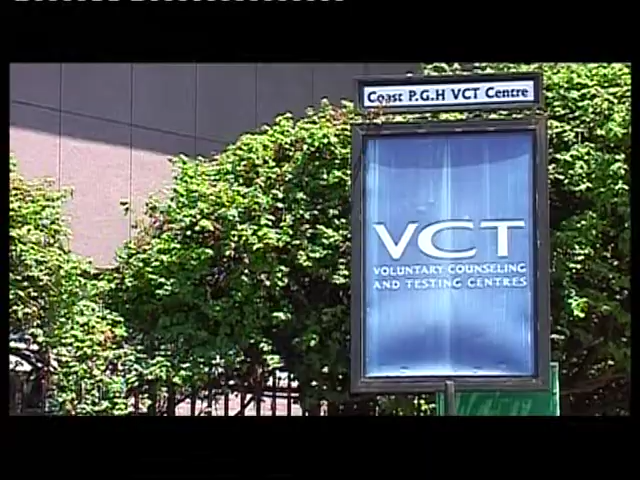 Coast P.G.H VCT Centre
VCT
VOLUNTARY COUNSELING
AND TESTING CENTRES